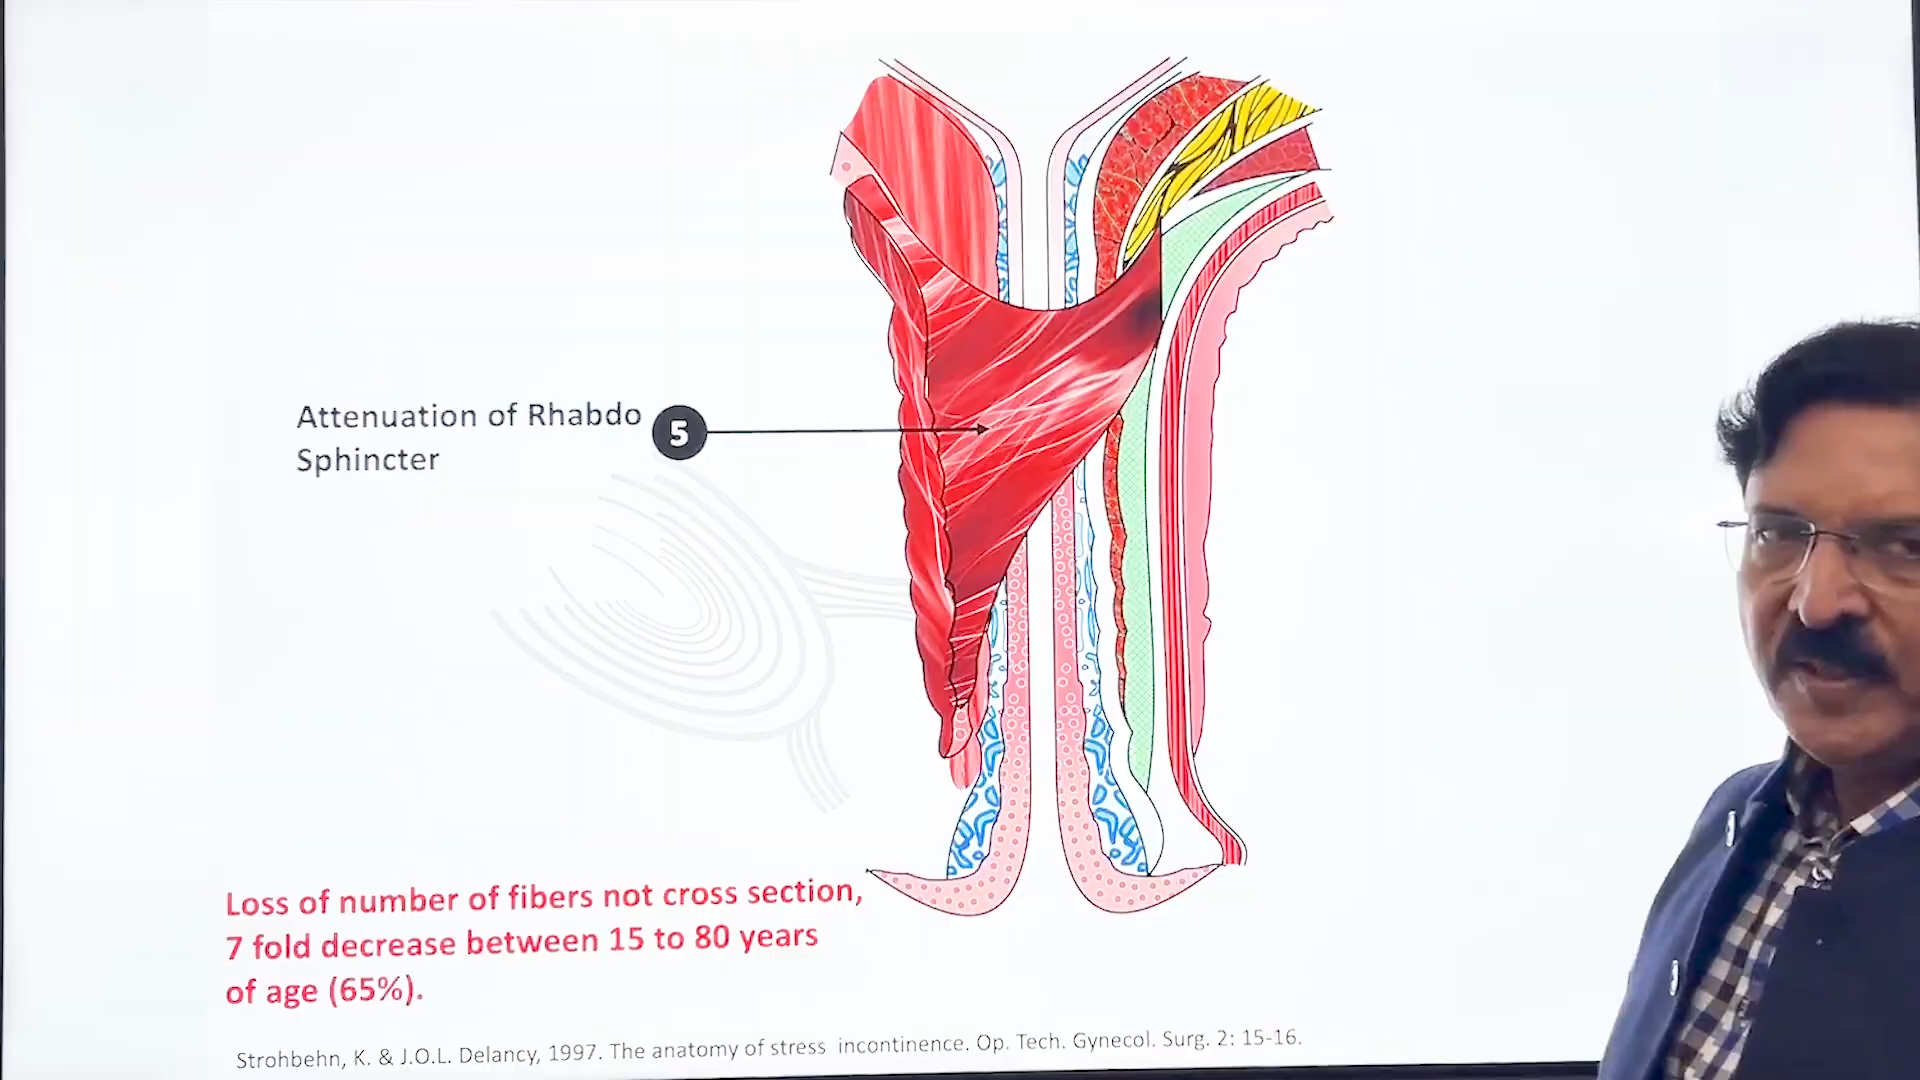 Attenuation of Rhabdo
Sphincter
5
Loss of number of fibers not cross section,
7 fold decrease between 15 to 80 years
of age (65%).
Strohbehn, K. & J.O.L. Delancy, 1997. The anatomy of stress incontinence. Op. Tech. Gynecol. Surg. 2: 15-16.